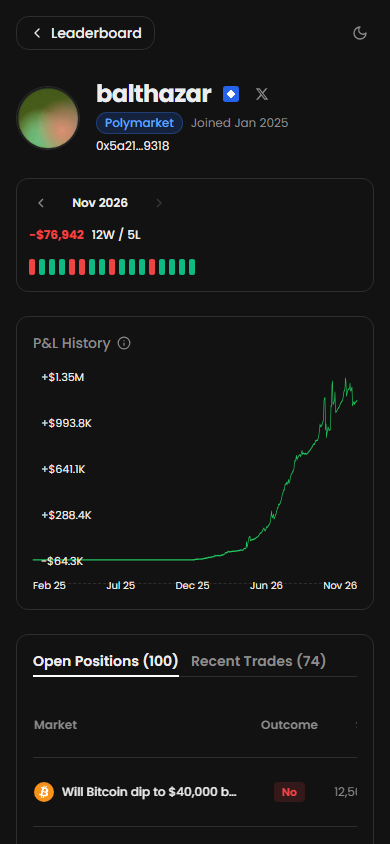 Leaderboard
balthazar
Polymarket Joined Jan 2025
0x5a21...9318
Nov 2026
-$76,942 12W / 5L
P&L History
+$1.35M
+$993.8K
+$641.1K
+$288.4K
-$64.3K
Feb 25 Jul 25 Dec 25 Jun 26 Nov 26
Open Positions (100) Recent Trades (74)
Market Outcome
Will Bitcoin dip to $40,000 b... No